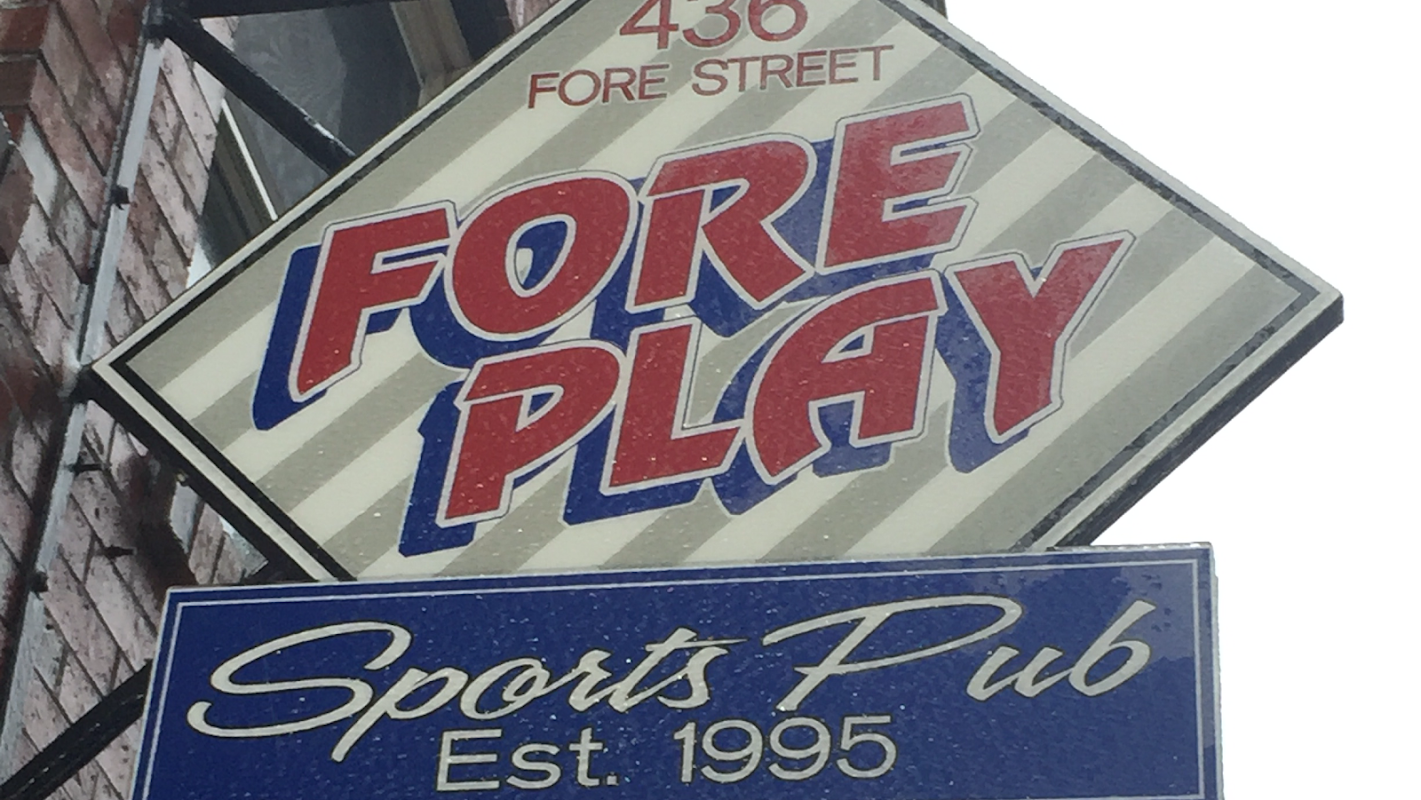 436
FORE STREET
FORE
PLAY
Sports Pub
Est. 1995